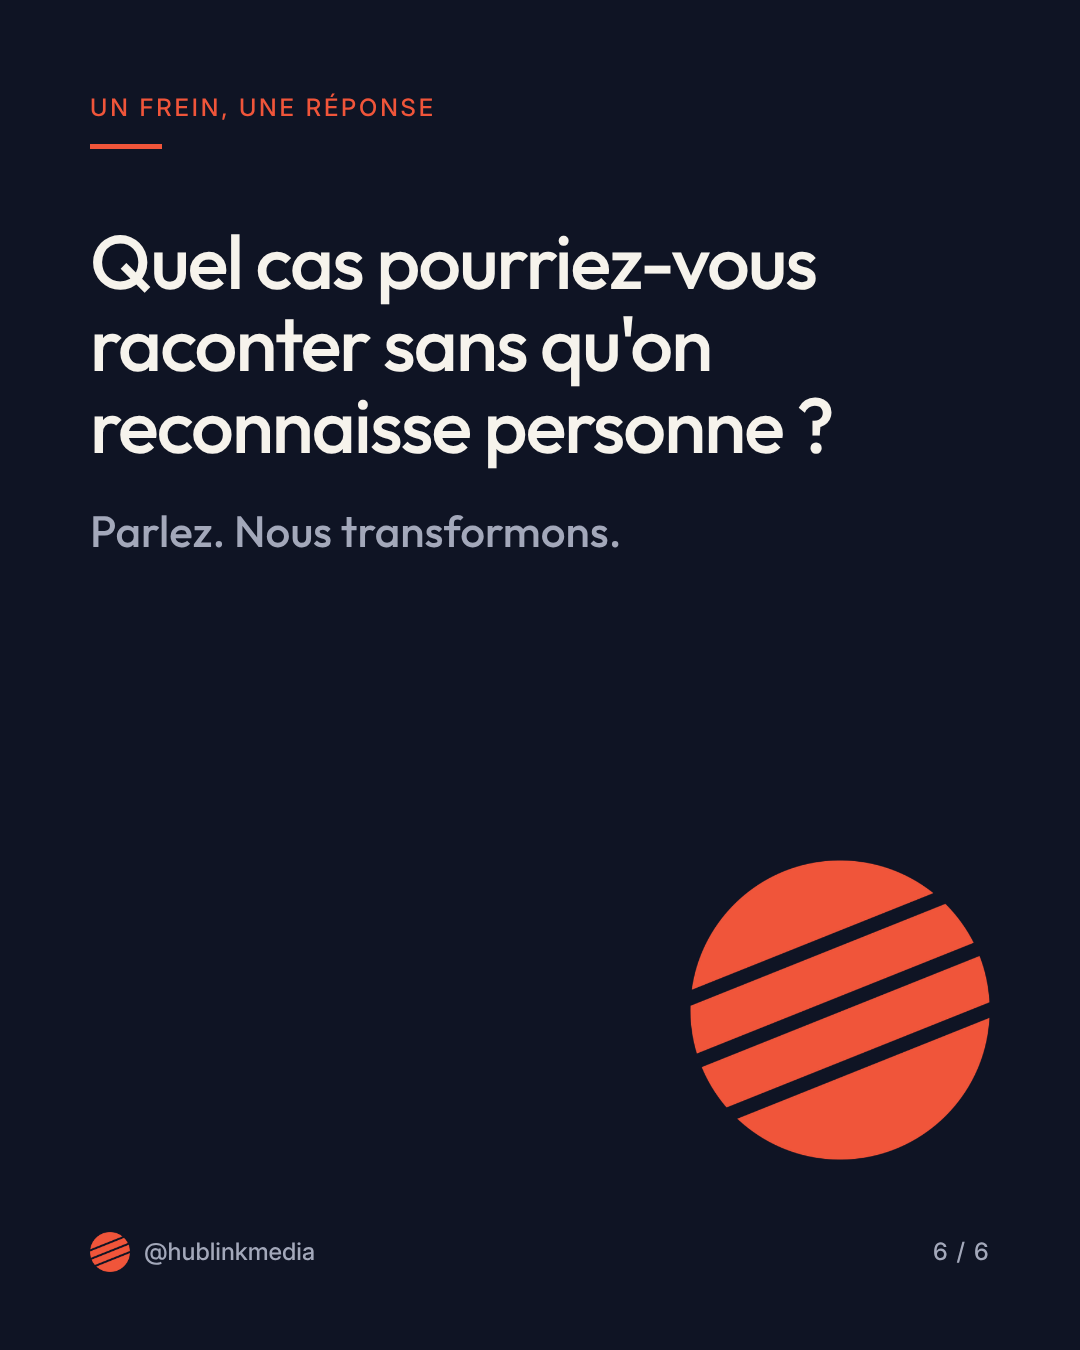 UN FREIN, UNE RÉPONSE
Quel cas pourriez-vous
raconter sans qu'on
reconnaisse personne ?
Parlez. Nous transformons.
@hublinkmedia
6 / 6